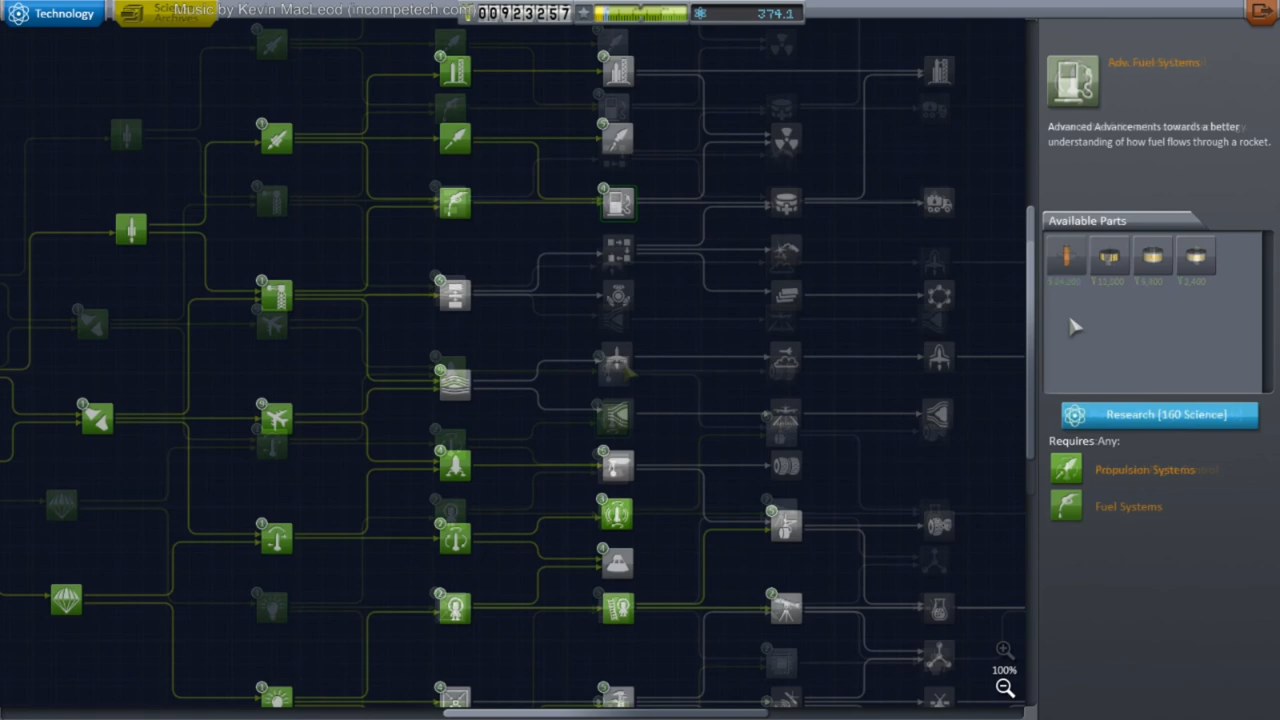 Technology
Music by Kevin MacLeod (incompetech.com)
Archives
00923257
374.1
Adv. Fuel Systems
Advanced Advancements towards a better
understanding of how fuel flows through a rocket.
Available Parts
Research [160 Science]
Requires Any:
Propulsion Systems
Fuel Systems
100%